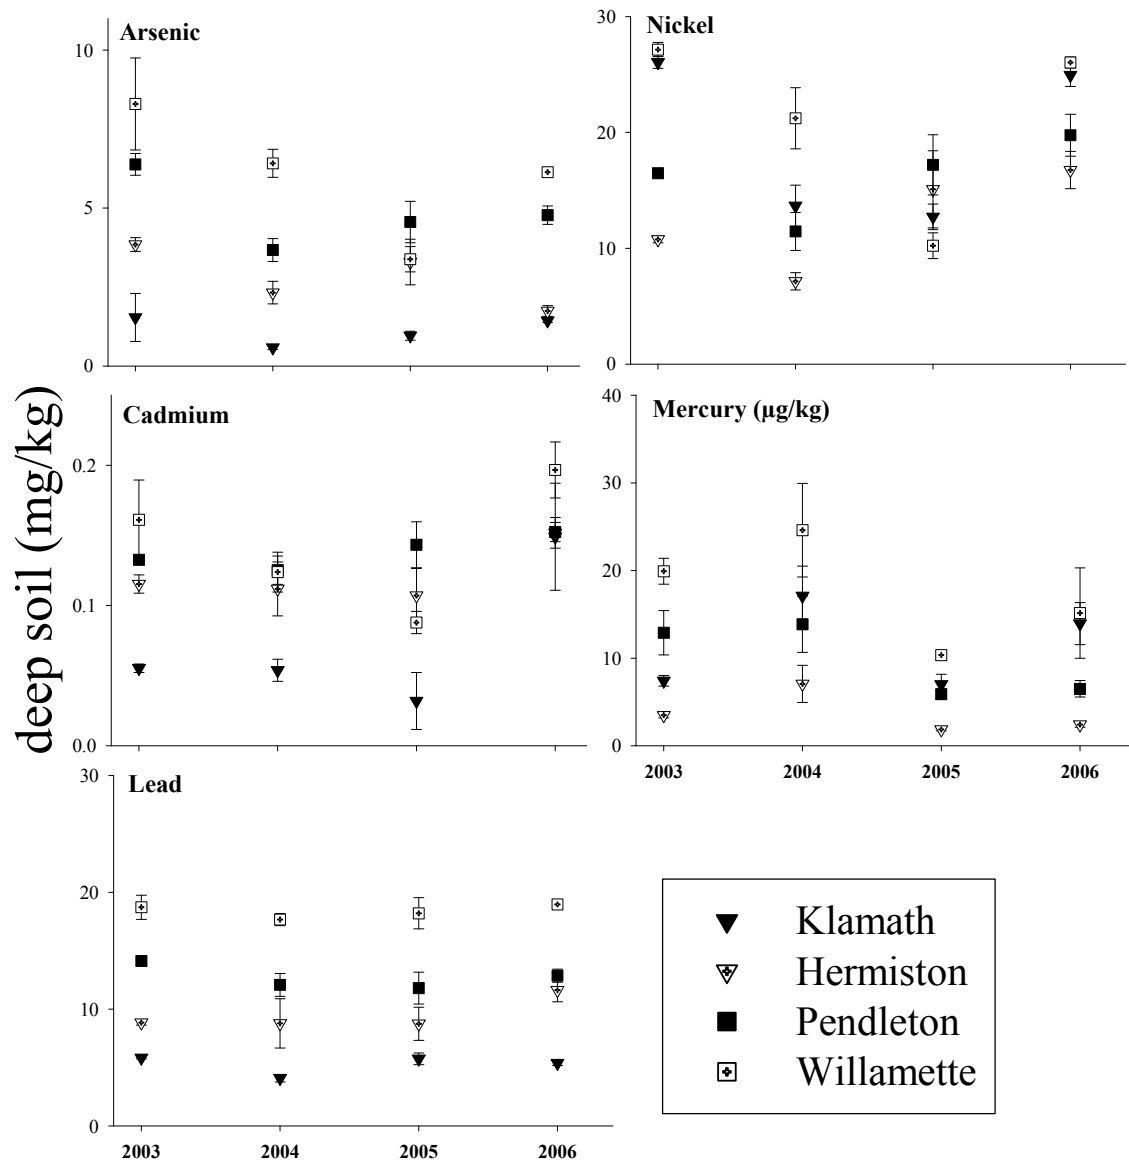 Arsenic
10
5
0
Nickel
30
20
10
0
deep soil (mg/kg)
Cadmium
0.2
0.1
0.0
Mercury (µg/kg)
40
30
20
10
0
2003 2004 2005 2006
Lead
30
20
10
0
2003 2004 2005 2006
Klamath
Hermiston
Pendleton
Willamette